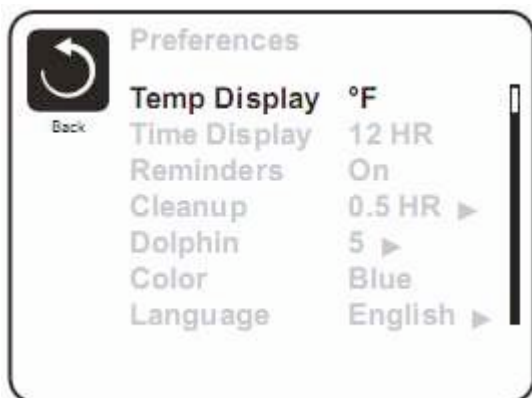 Preferences
Back
Temp Display °F
Time Display 12 HR
Reminders On
Cleanup 0.5 HR ▶
Dolphin 5 ▶
Color Blue
Language English ▶